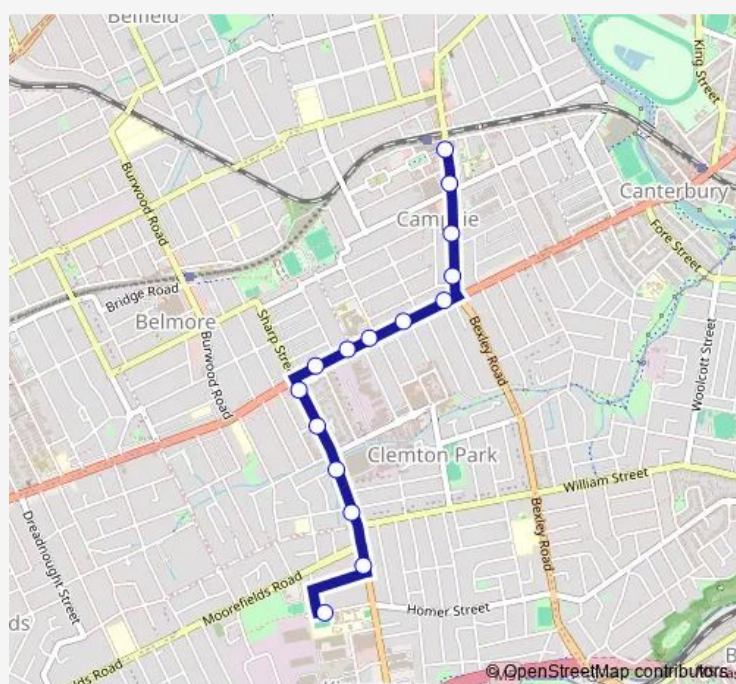 Belfield
King Street
Burwood Road
Canterbury
Fore Street
Bridge Road
Belmore
Sharp Stre
Burwood Road
Bexley Road
Woolcott Street
Clemton Park
William Street
Bexley Road
Dreadnought Street
Moorefields Road
Homer Street
ds
lds Road
© OpenStreetMap contributors